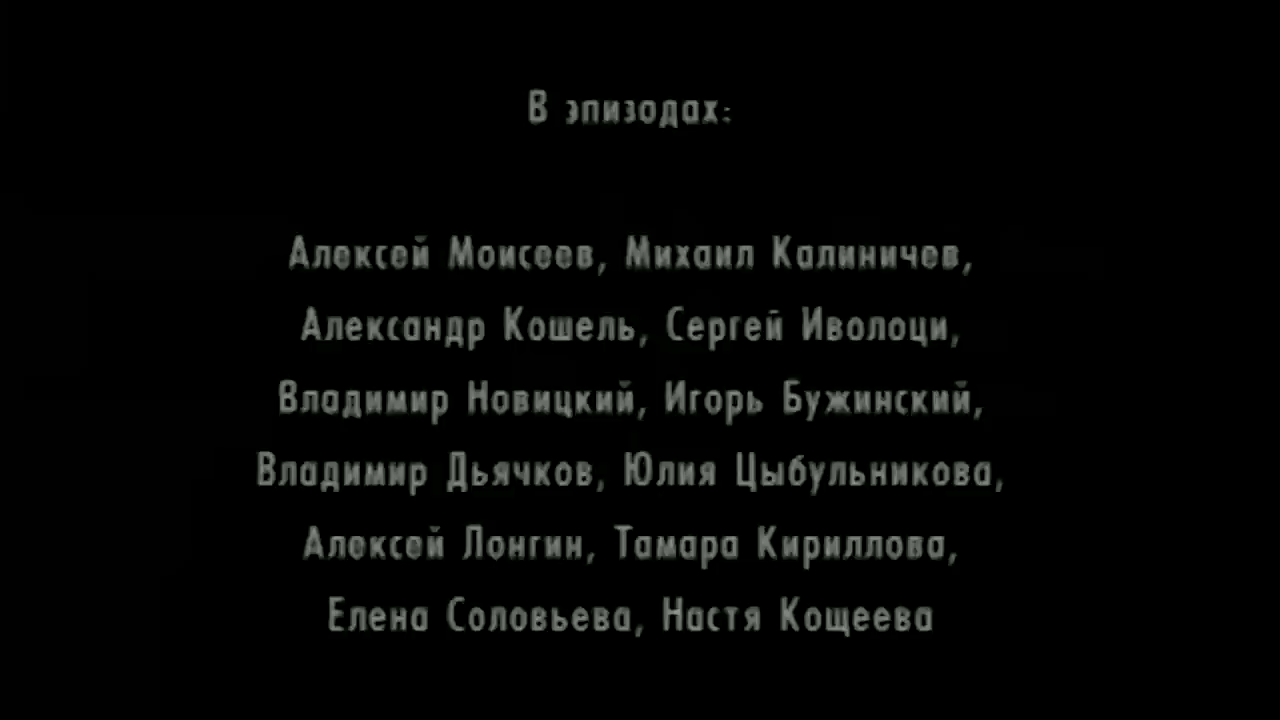 В эпизодах:
Алексей Моисеев, Михаил Калиничев,
Александр Кошель, Сергей Иволоци,
Владимир Новицкий, Игорь Бужинский,
Владимир Дьячков, Юлия Цыбульникова,
Алексей Лонгин, Тамара Кириллова,
Елена Соловьева, Настя Кощеева